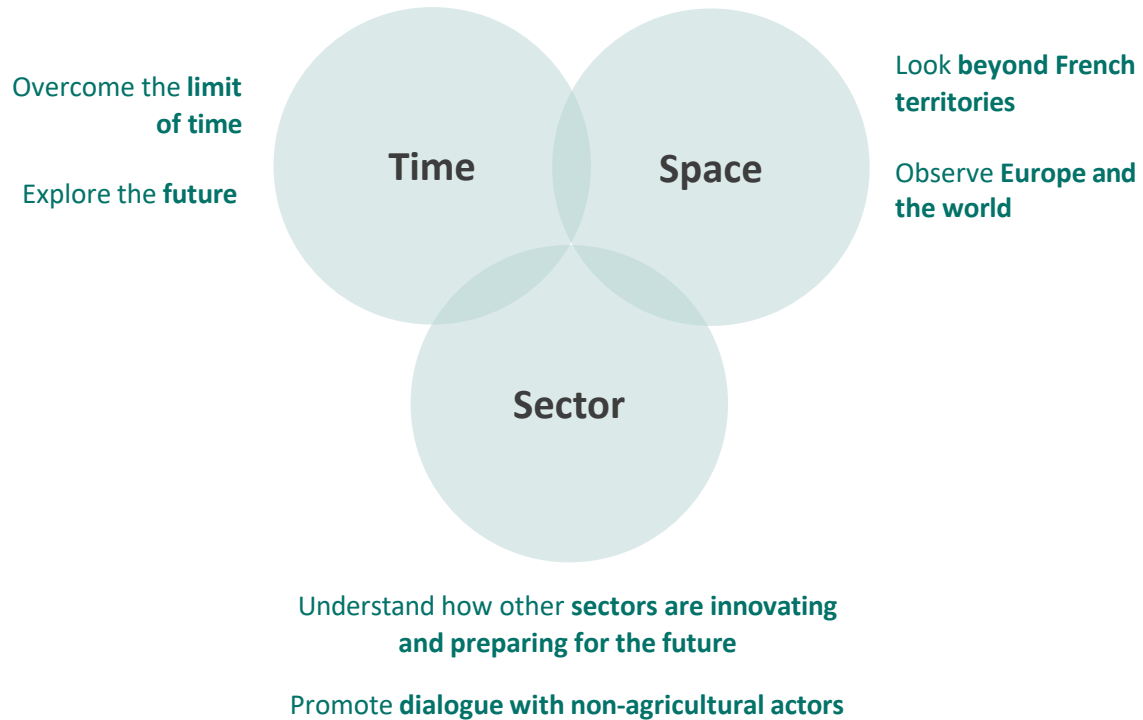 Overcome the limit
of time
Explore the future
Time
Space
Look beyond French
territories
Observe Europe and
the world
Sector
Understand how other sectors are innovating
and preparing for the future
Promote dialogue with non-agricultural actors